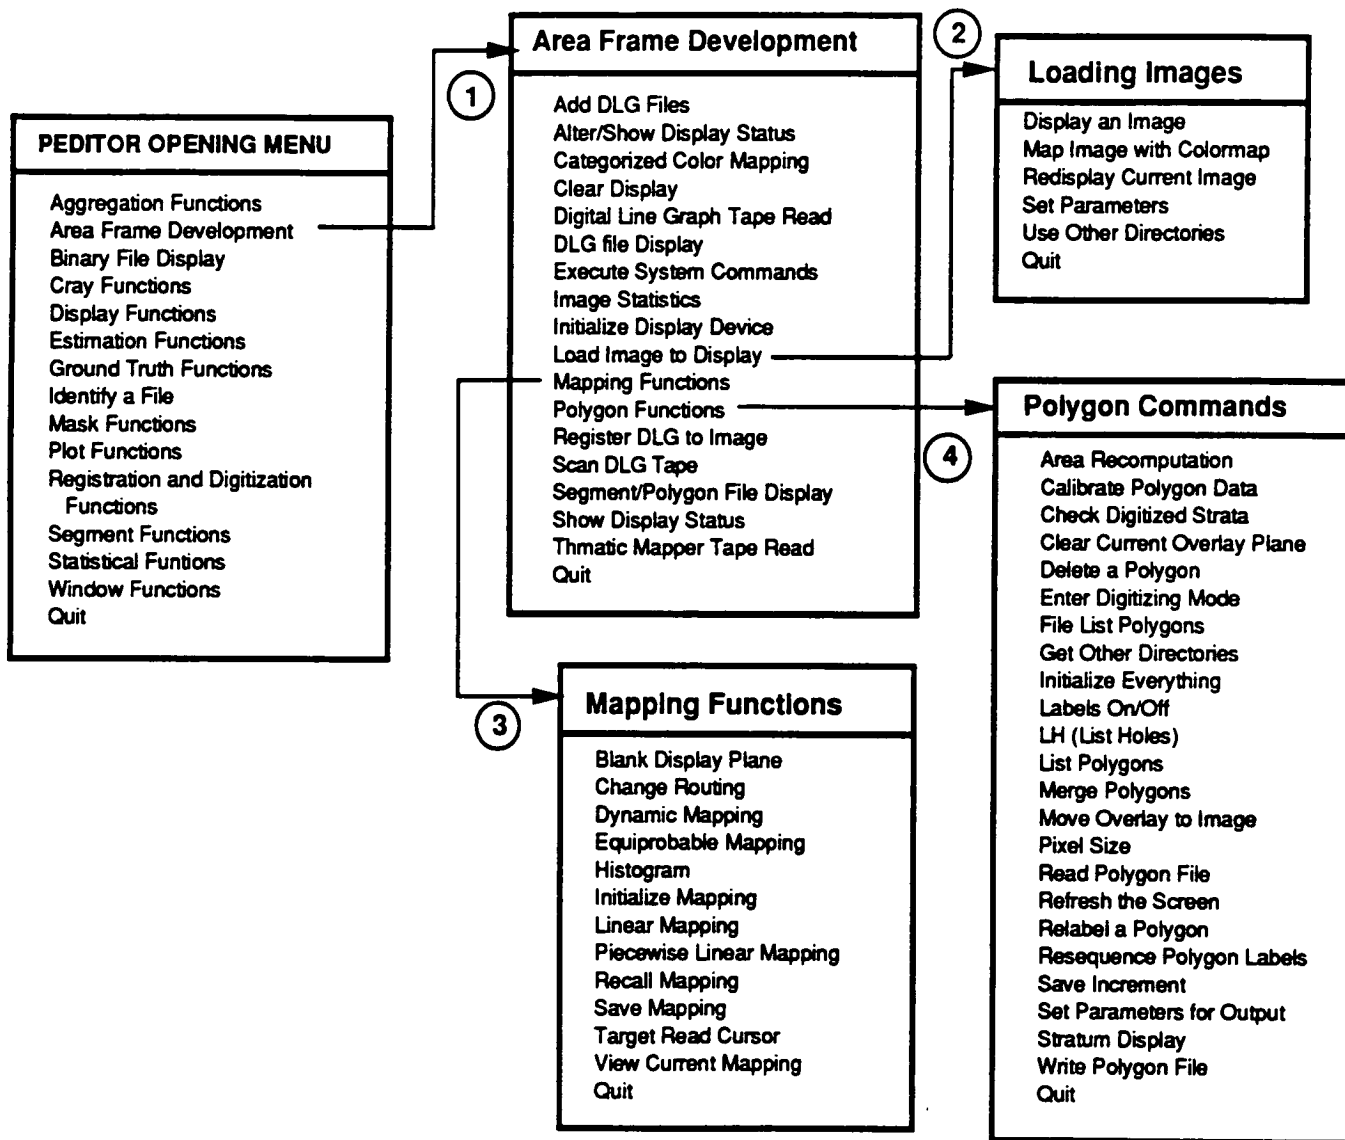 PEDITOR OPENING MENU
Aggregation Functions
Area Frame Development
Binary File Display
Cray Functions
Display Functions
Estimation Functions
Ground Truth Functions
Identify a File
Mask Functions
Plot Functions
Registration and Digitization
Functions
Segment Functions
Statistical Funtions
Window Functions
Quit
1
Area Frame Development
Add DLG Files
Alter/Show Display Status
Categorized Color Mapping
Clear Display
Digital Line Graph Tape Read
DLG file Display
Execute System Commands
Image Statistics
Initialize Display Device
Load Image to Display
Mapping Functions
Polygon Functions
Register DLG to Image
Scan DLG Tape
Segment/Polygon File Display
Show Display Status
Thmatic Mapper Tape Read
Quit
2
Loading Images
Display an Image
Map Image with Colormap
Redisplay Current Image
Set Parameters
Use Other Directories
Quit
3
Mapping Functions
Blank Display Plane
Change Routing
Dynamic Mapping
Equiprobable Mapping
Histogram
Initialize Mapping
Linear Mapping
Piecewise Linear Mapping
Recall Mapping
Save Mapping
Target Read Cursor
View Current Mapping
Quit
4
Polygon Commands
Area Recomputation
Calibrate Polygon Data
Check Digitized Strata
Clear Current Overlay Plane
Delete a Polygon
Enter Digitizing Mode
File List Polygons
Get Other Directories
Initialize Everything
Labels On/Off
LH (List Holes)
List Polygons
Merge Polygons
Move Overlay to Image
Pixel Size
Read Polygon File
Refresh the Screen
Relabel a Polygon
Resequence Polygon Labels
Save Increment
Set Parameters for Output
Stratum Display
Write Polygon File
Quit